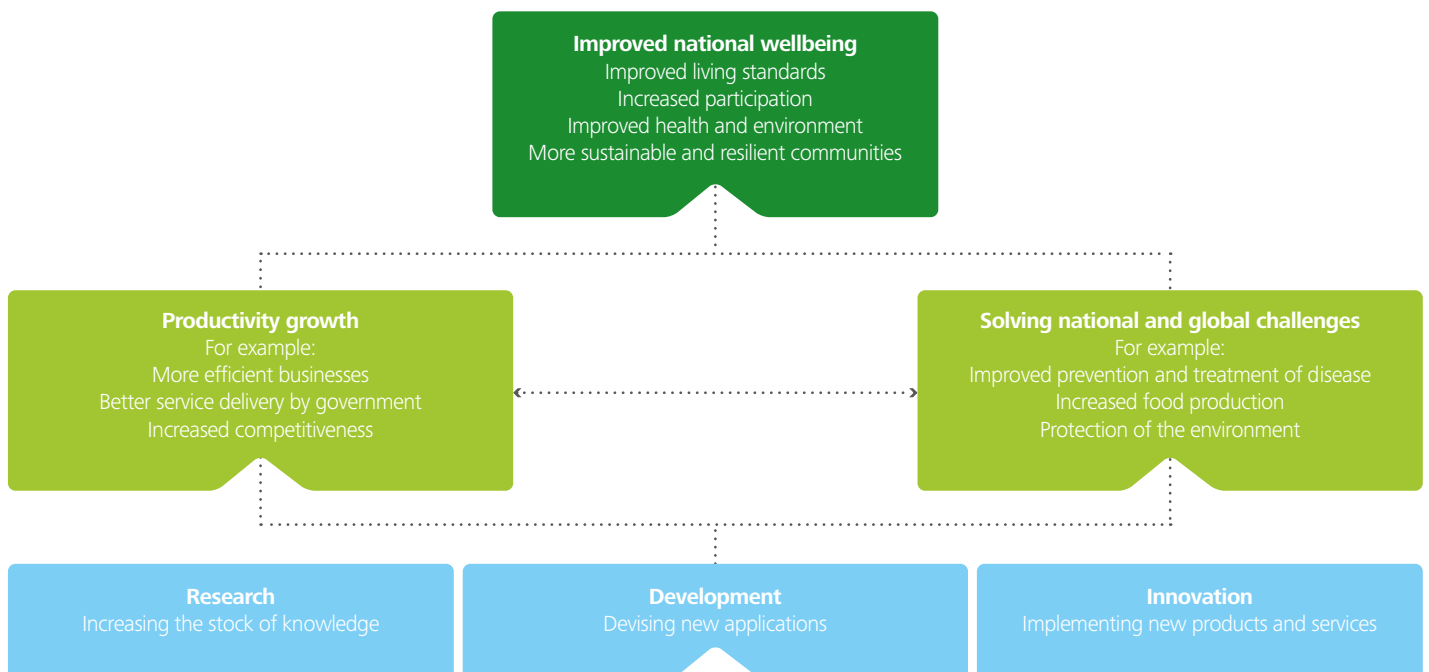 Improved national wellbeing
Improved living standards
Increased participation
Improved health and environment
More sustainable and resilient communities
Productivity growth
For example:
More efficient businesses
Better service delivery by government
Increased competitiveness
Solving national and global challenges
For example:
Improved prevention and treatment of disease
Increased food production
Protection of the environment
Research
Increasing the stock of knowledge
Development
Devising new applications
Innovation
Implementing new products and services